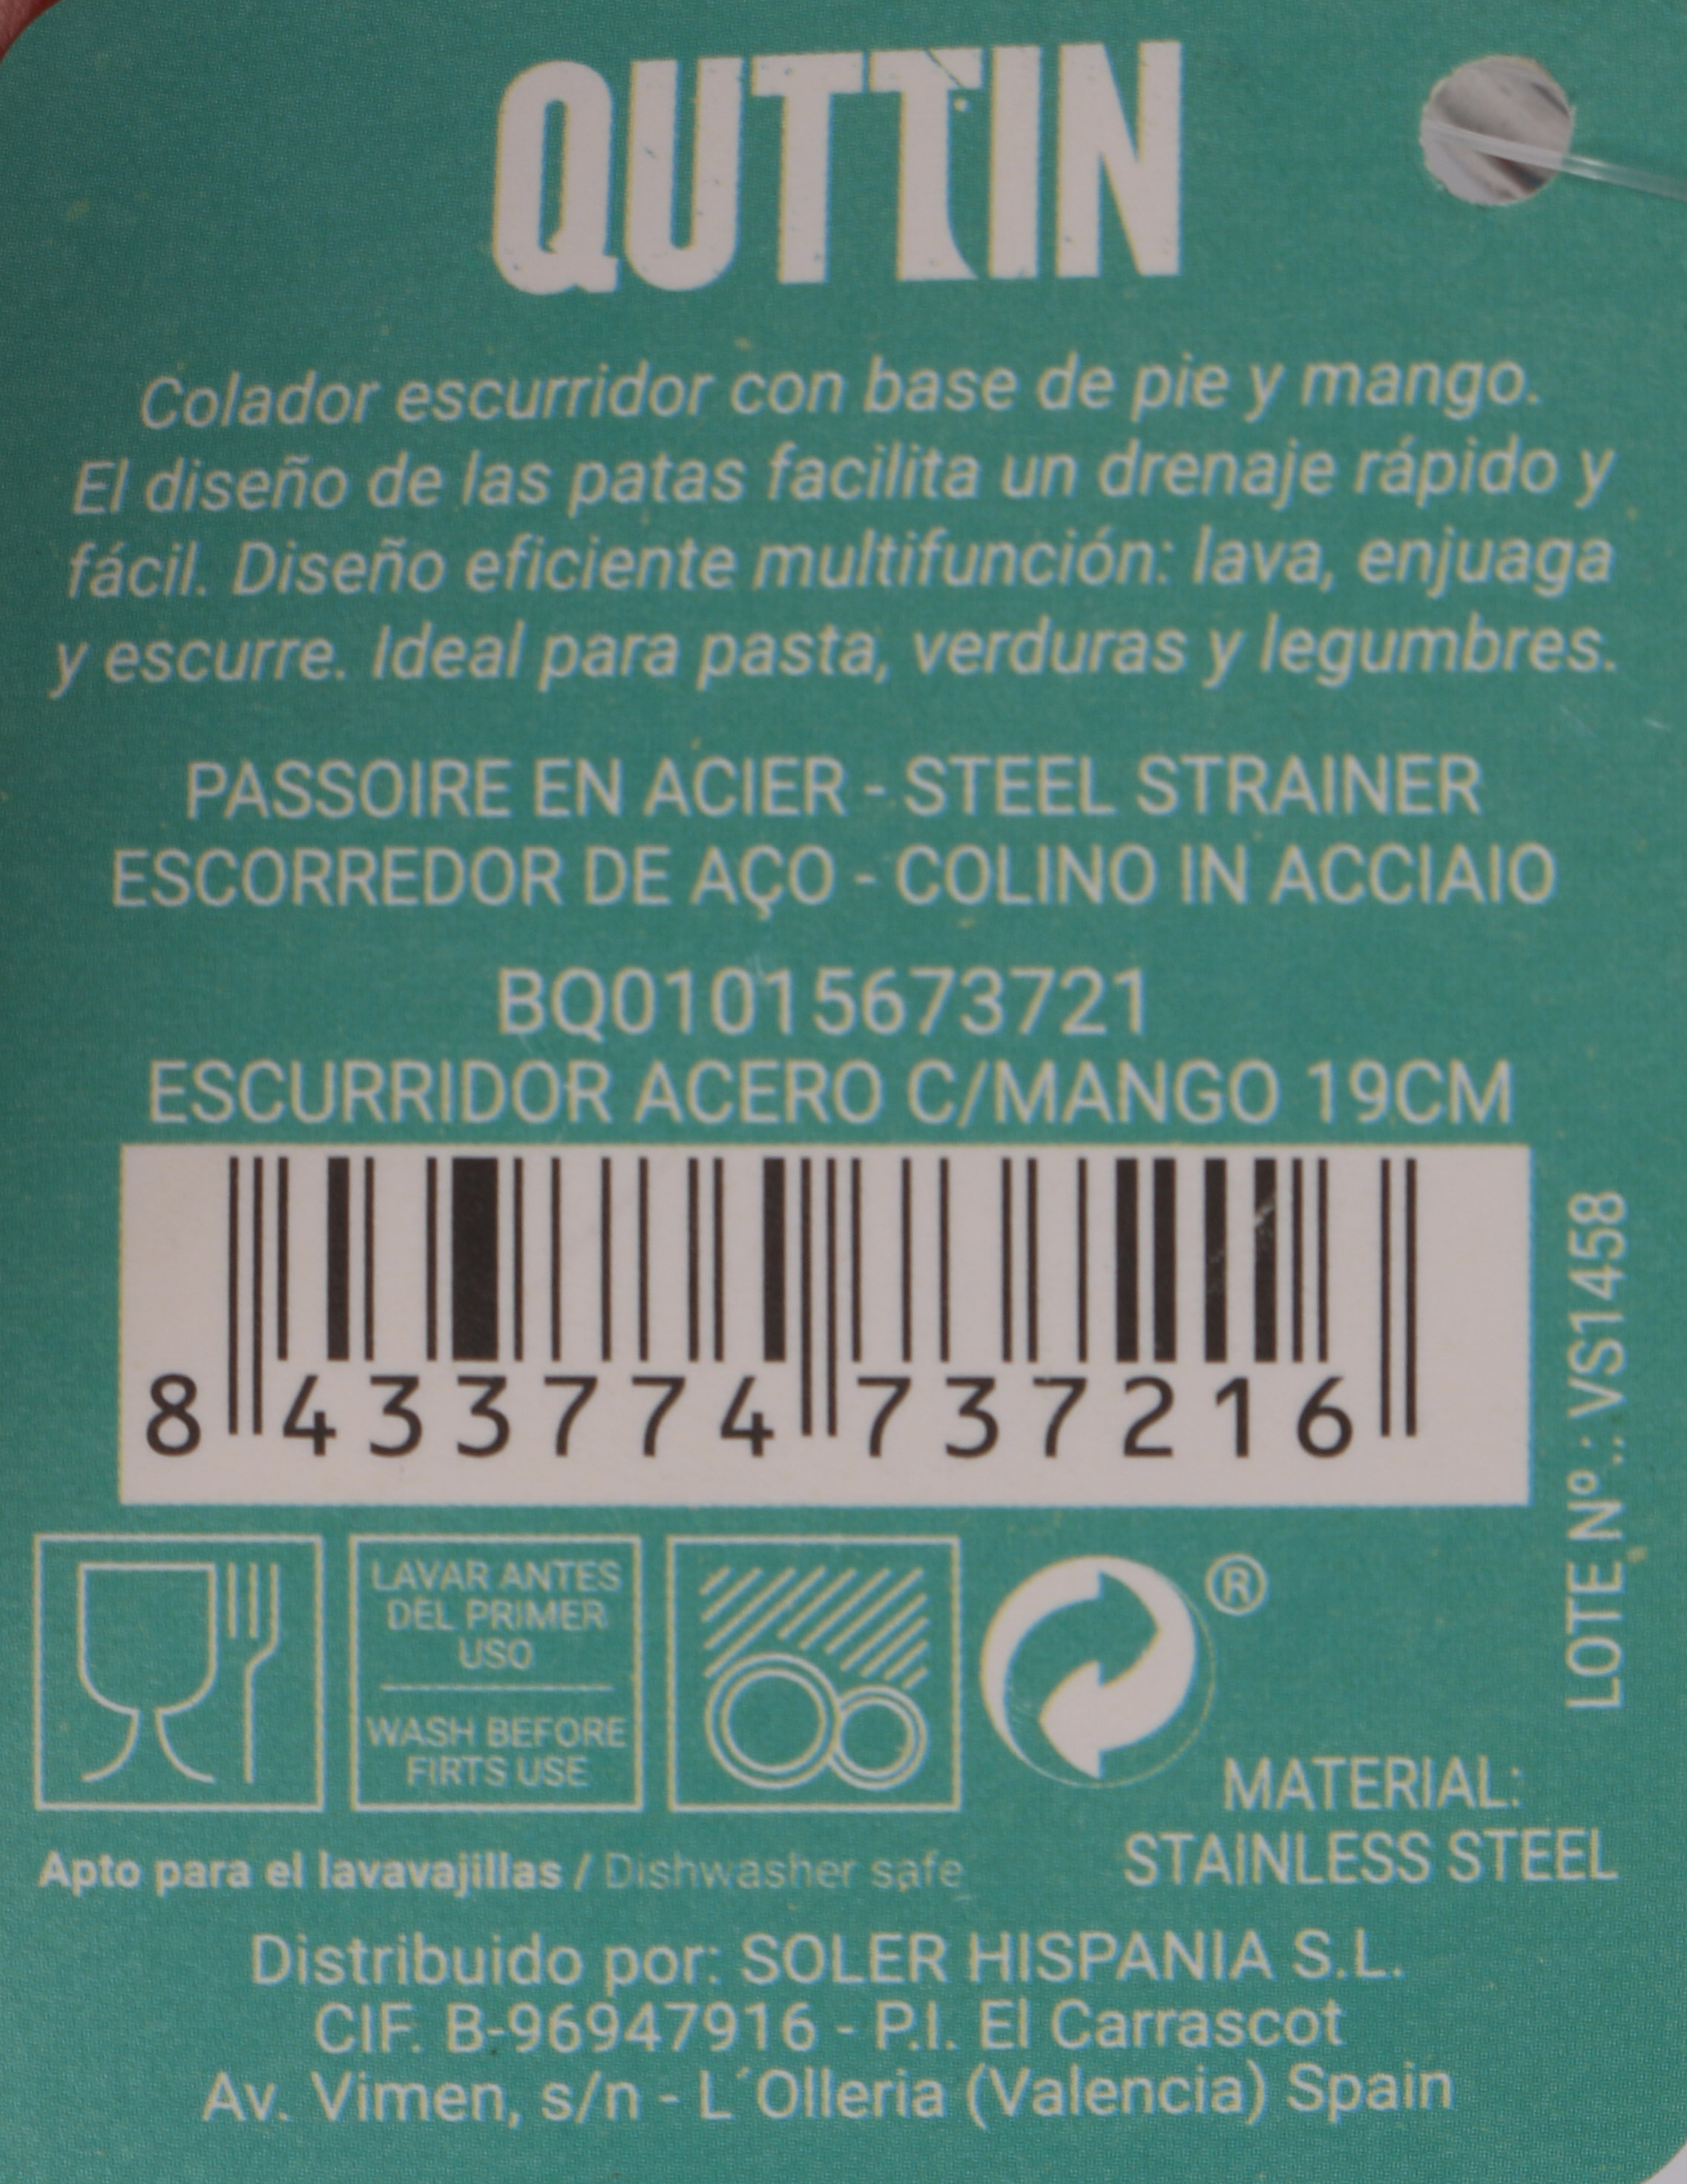 QUTTIN
Colador escurridor con base de pie y mango.
El diseño de las patas facilita un drenaje rápido y
fácil. Diseño eficiente multifunción: lava, enjuaga
y escurre. Ideal para pasta, verduras y legumbres.
PASSOIRE EN ACIER - STEEL STRAINER
ESCORREDOR DE AÇO - COLINO IN ACCIAIO
BQ01015673721
ESCURRIDOR ACERO C/MANGO 19CM
8 433774 737216
LOTE Nº.: VS1458
LAVAR ANTES
DEL PRIMER
USO
WASH BEFORE
FIRTS USE
®
MATERIAL:
STAINLESS STEEL
Apto para el lavavajillas / Dishwasher safe
Distribuido por: SOLER HISPANIA S.L.
CIF. B-96947916 - P.I. El Carrascot
Av. Vimen, s/n - L´Olleria (Valencia) Spain